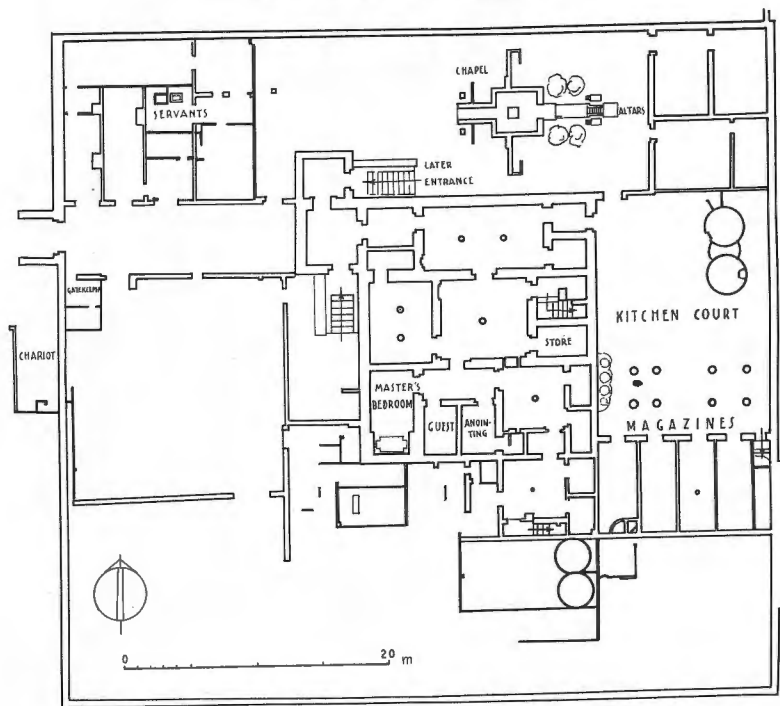 CHAPEL
SERVANTS
ALTARS
LATER
ENTRANCE
GATEKEEPER
KITCHEN COURT
CHARIOT
STORE
MASTER'S
BEDROOM
GUEST
ANOIN-
TING
MAGAZINES
0
20 m